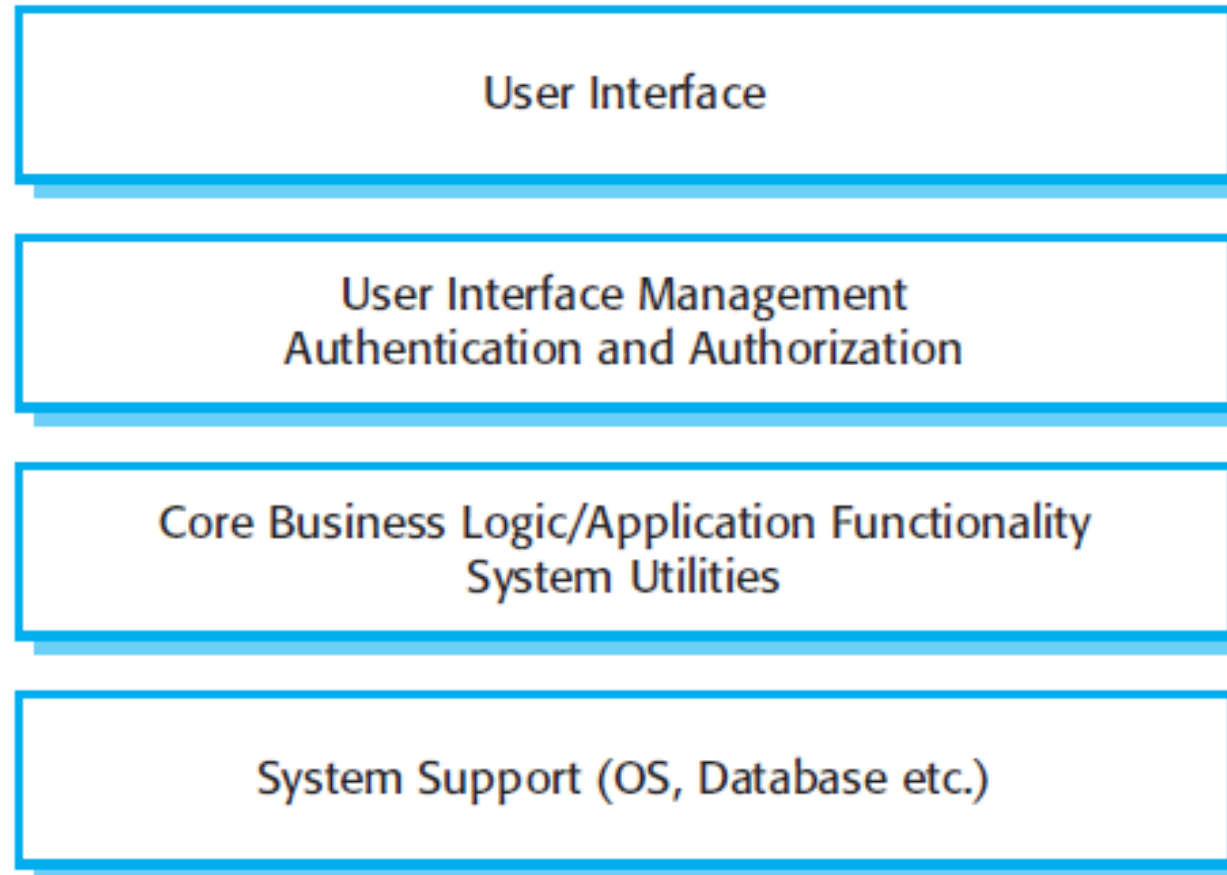 User Interface
User Interface Management
Authentication and Authorization
Core Business Logic/Application Functionality
System Utilities
System Support (OS, Database etc.)